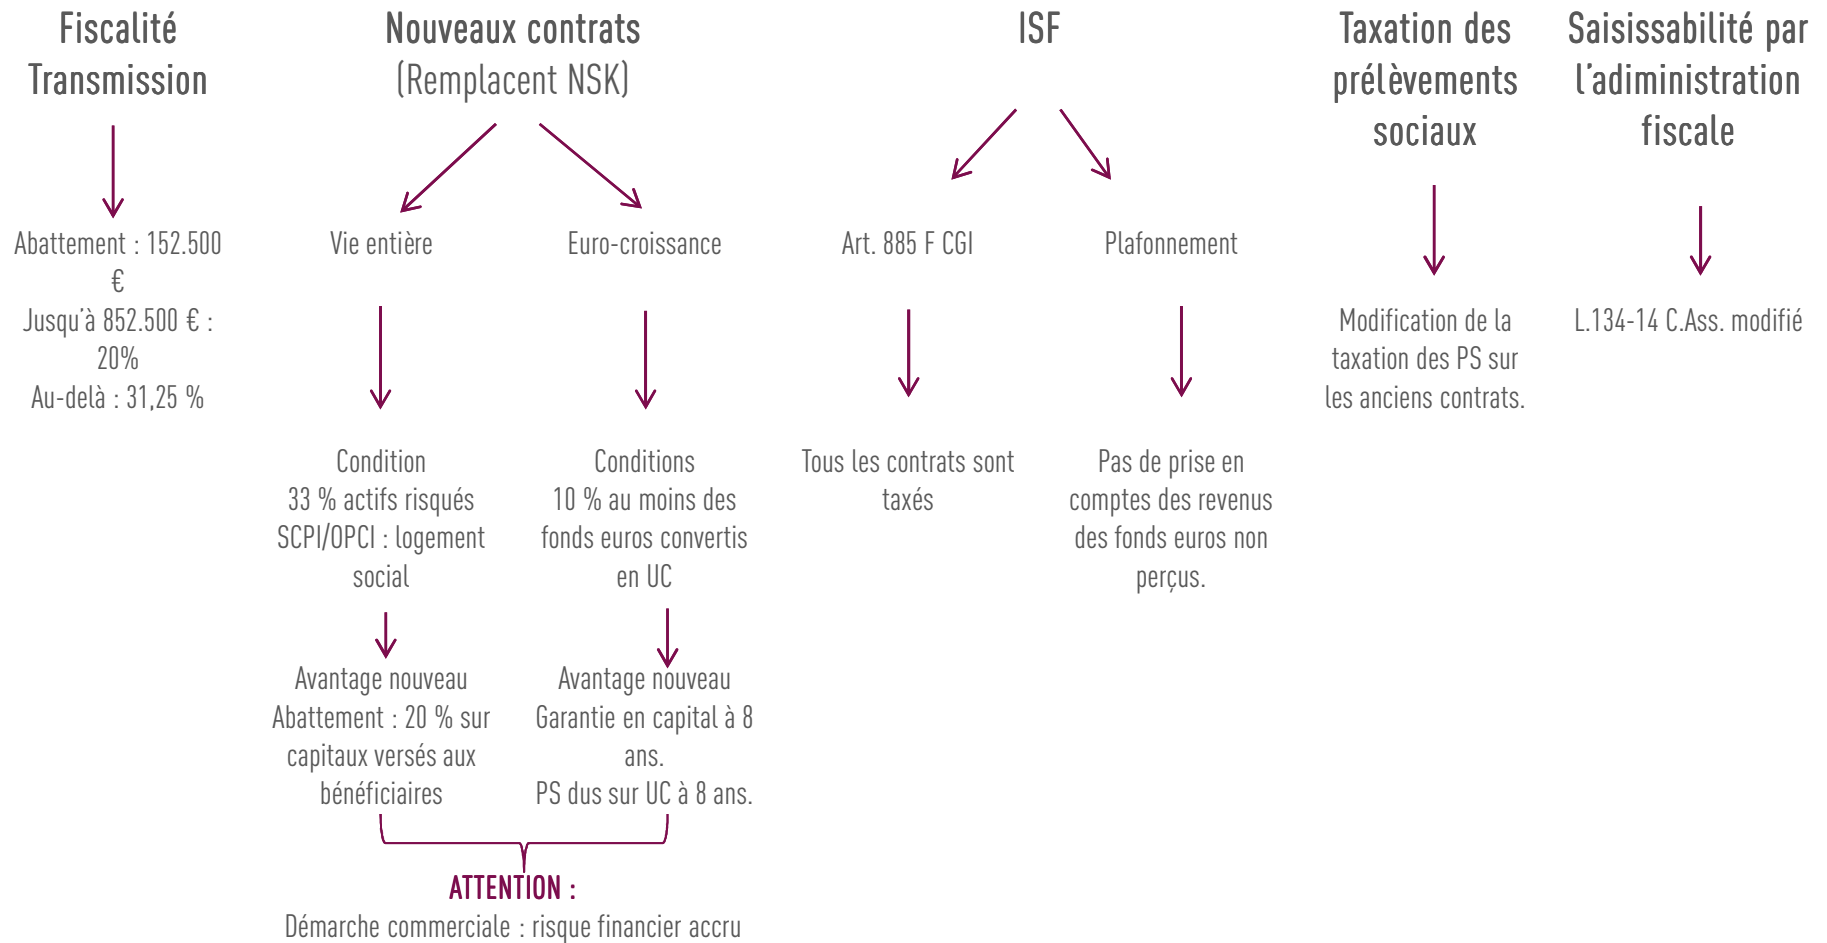 Fiscalité
Transmission
Abattement : 152.500
€
Jusqu'à 852.500 € :
20%
Au-delà : 31,25 %
Nouveaux contrats
(Remplacent NSK)
Vie entière
Condition
33 % actifs risqués
SCPI/OPCI : logement
social
Avantage nouveau
Abattement : 20 % sur
capitaux versés aux
bénéficiaires
Euro-croissance
Conditions
10 % au moins des
fonds euros convertis
en UC
Avantage nouveau
Garantie en capital à 8
ans.
PS dus sur UC à 8 ans.
ATTENTION :
Démarche commerciale : risque financier accru
ISF
Art. 885 F CGI
Tous les contrats sont
taxés
Plafonnement
Pas de prise en
comptes des revenus
des fonds euros non
perçus.
Taxation des
prélèvements
sociaux
Modification de la
taxation des PS sur
les anciens contrats.
Saisissabilité par
l'adiministration
fiscale
L.134-14 C.Ass. modifié